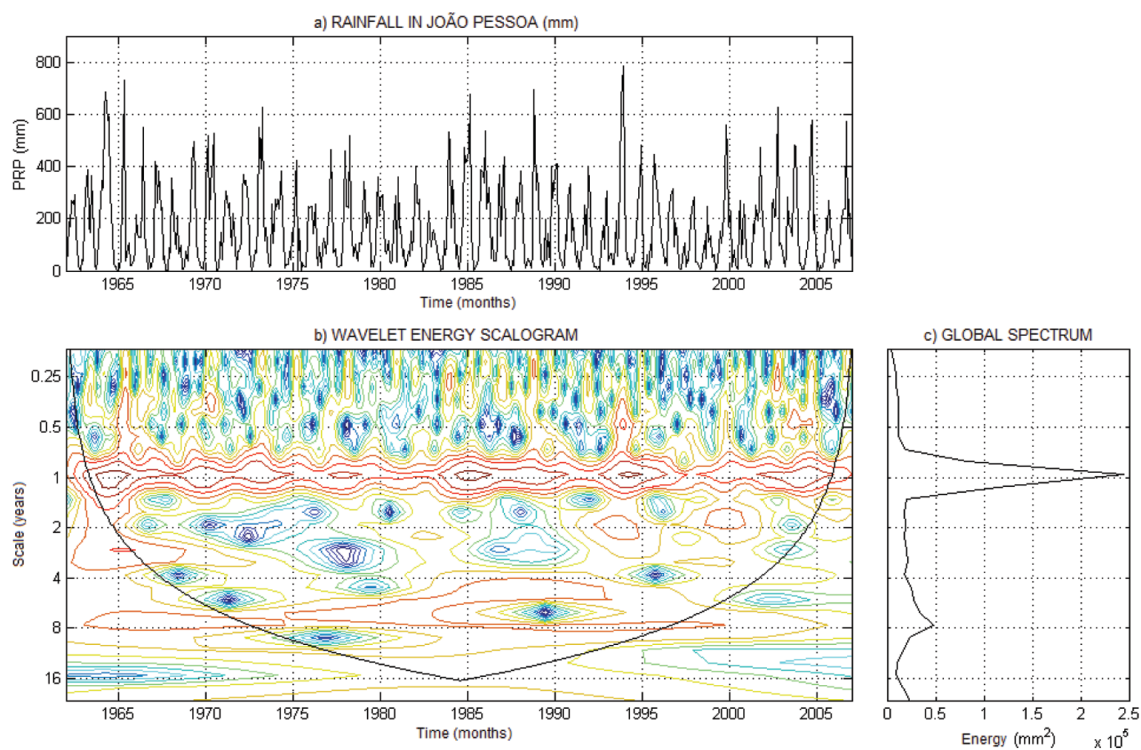 a) RAINFALL IN JOÃO PESSOA (mm)
PRP (mm)
800
600
400
200
0
1965 1970 1975 1980 1985 1990 1995 2000 2005
Time (months)
b) WAVELET ENERGY SCALOGRAM
Scale (years)
0.25
0.5
1
2
4
8
16
1965 1970 1975 1980 1985 1990 1995 2000 2005
Time (months)
c) GLOBAL SPECTRUM
0 0.5 1 1.5 2 2.5
Energy (mm²) x 10⁵